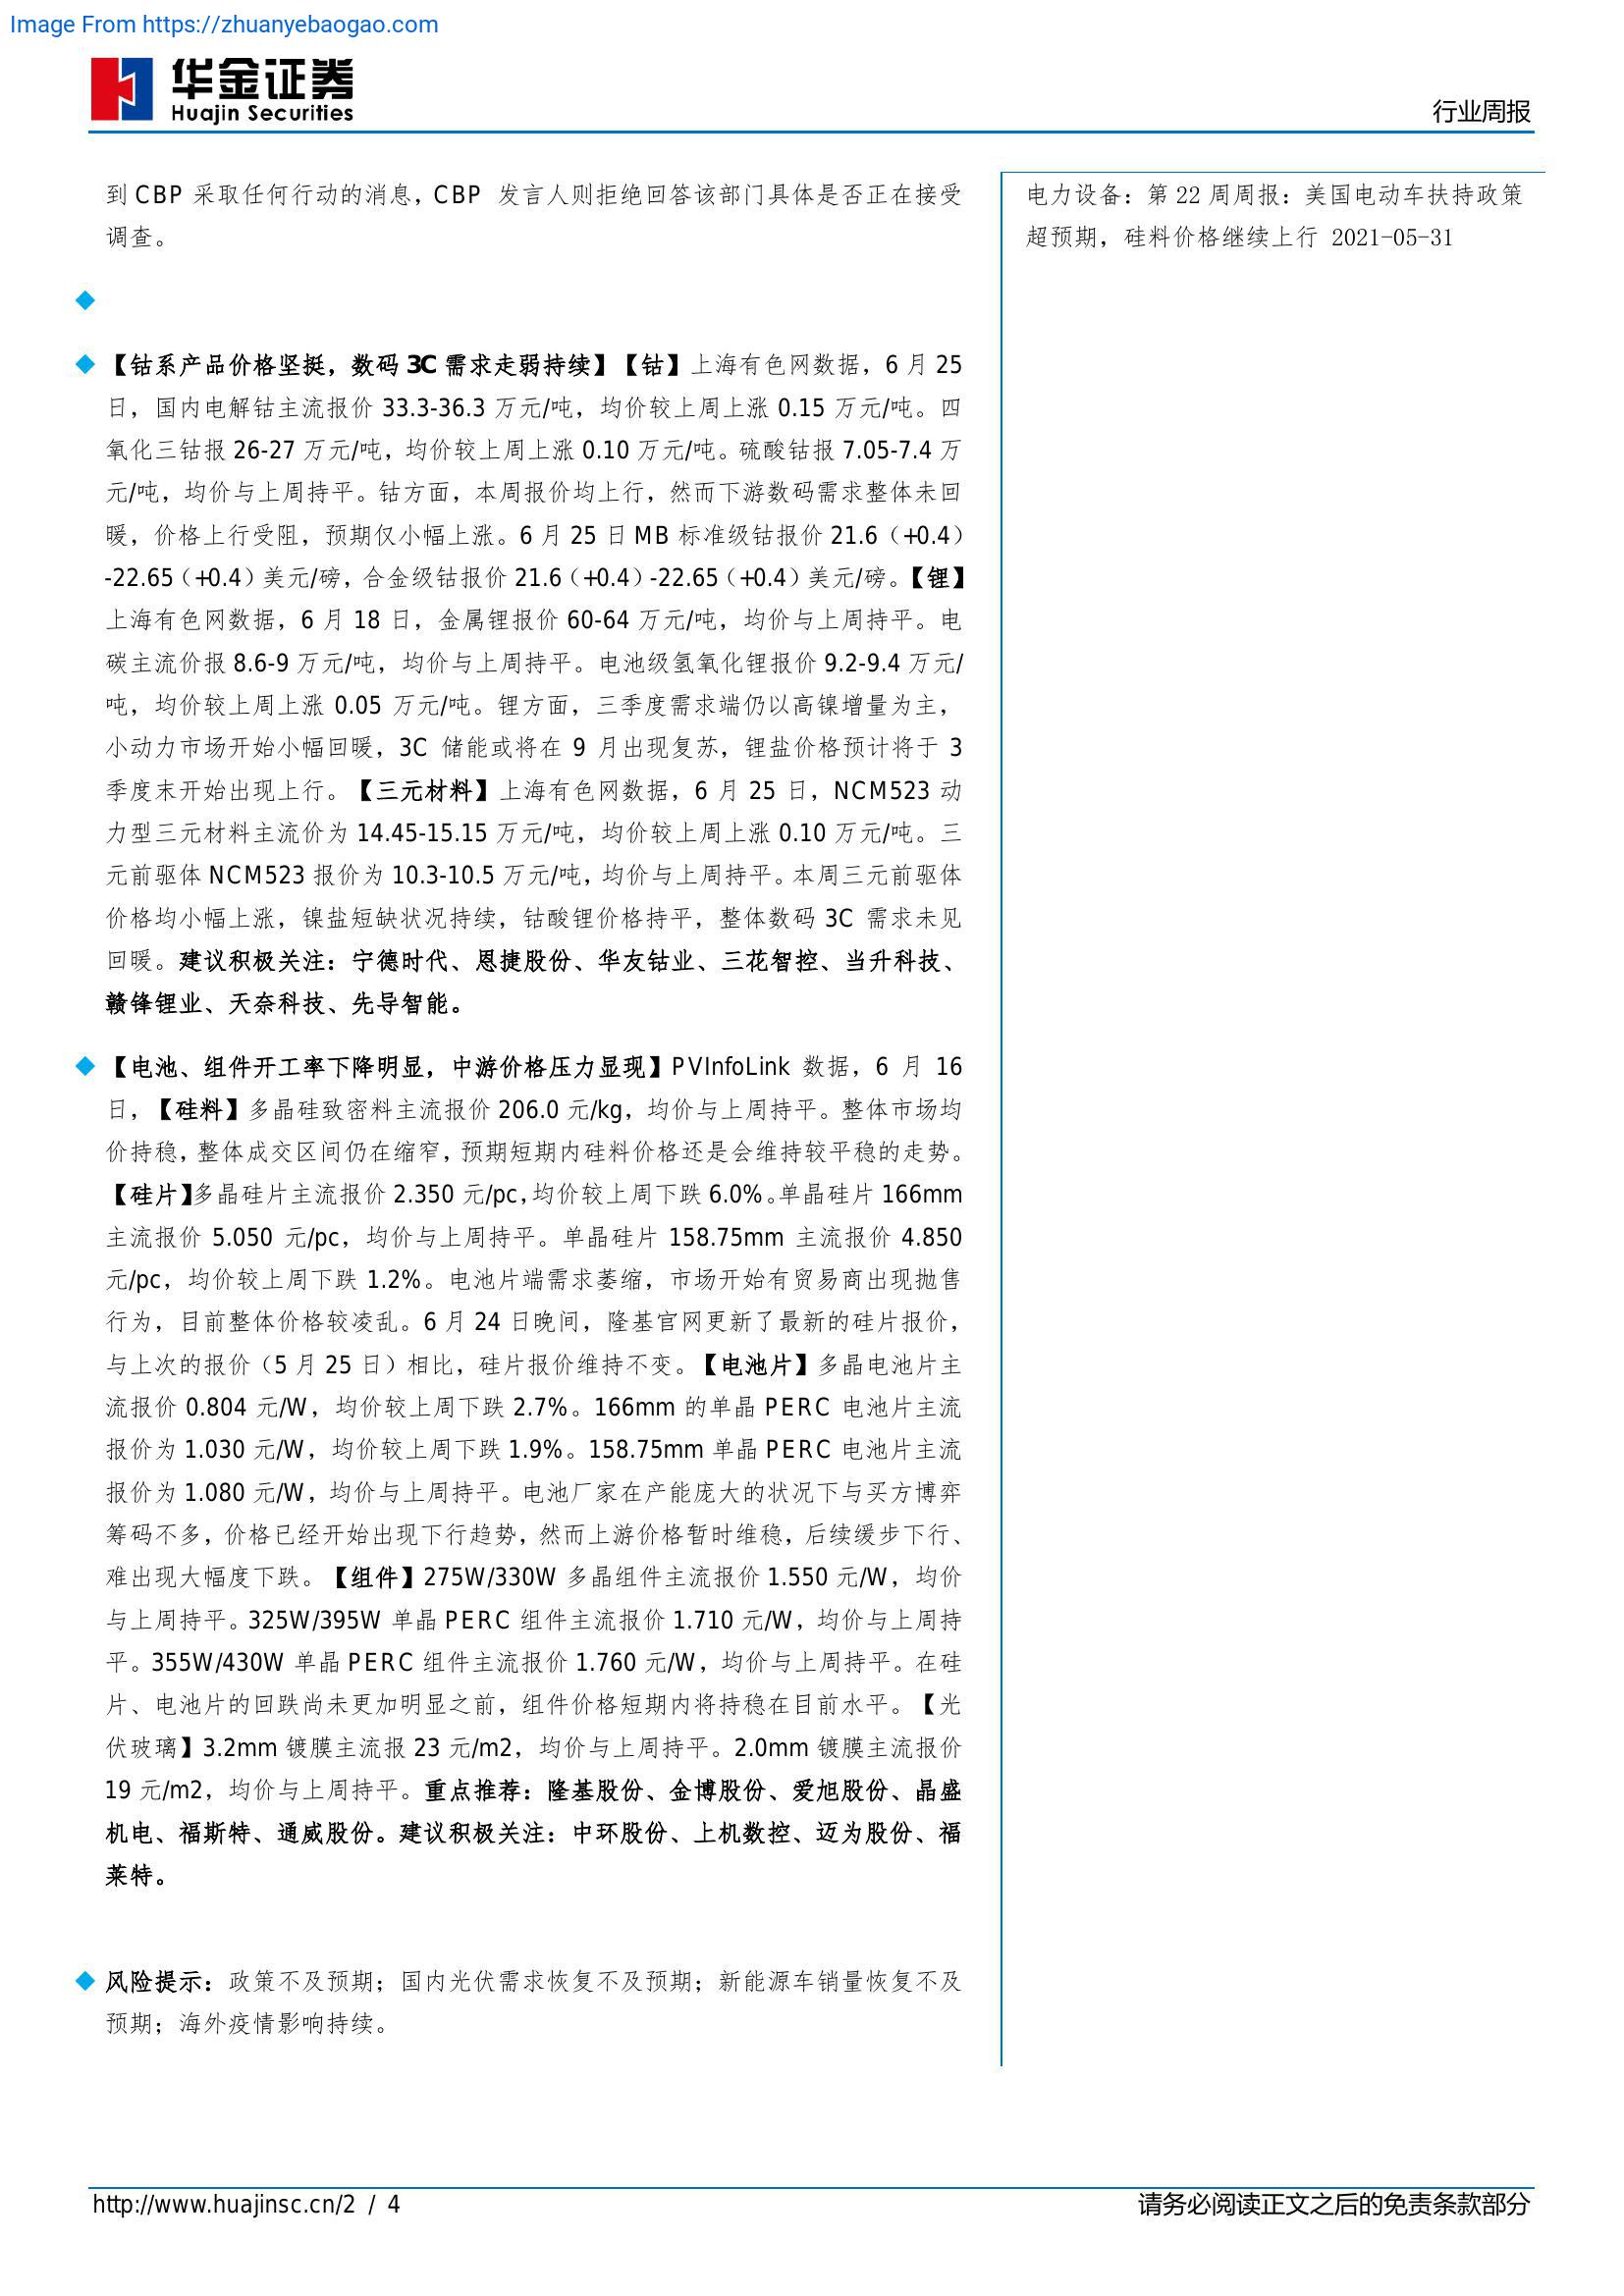 Image From https://zhuanyebaogao.com
华金证券
Huajin Securities
行业周报
到 CBP 采取任何行动的消息，CBP 发言人则拒绝回答该部门具体是否正在接受
调查。
【钴系产品价格坚挺，数码 3C 需求走弱持续】【钴】上海有色网数据，6 月 25
日，国内电解钴主流报价 33.3-36.3 万元/吨，均价较上周上涨 0.15 万元/吨。四
氧化三钴报 26-27 万元/吨，均价较上周上涨 0.10 万元/吨。硫酸钴报 7.05-7.4 万
元/吨，均价与上周持平。钴方面，本周报价均上行，然而下游数码需求整体未回
暖，价格上行受阻，预期仅小幅上涨。6 月 25 日 MB 标准级钴报价 21.6（+0.4）
-22.65（+0.4）美元/磅，合金级钴报价 21.6（+0.4）-22.65（+0.4）美元/磅。【锂】
上海有色网数据，6 月 18 日，金属锂报价 60-64 万元/吨，均价与上周持平。电
碳主流价报 8.6-9 万元/吨，均价与上周持平。电池级氢氧化锂报价 9.2-9.4 万元/
吨，均价较上周上涨 0.05 万元/吨。锂方面，三季度需求端仍以高镍增量为主，
小动力市场开始小幅回暖，3C 储能或将在 9 月出现复苏，锂盐价格预计将于 3
季度末开始出现上行。【三元材料】上海有色网数据，6 月 25 日，NCM523 动
力型三元材料主流价为 14.45-15.15 万元/吨，均价较上周上涨 0.10 万元/吨。三
元前驱体 NCM523 报价为 10.3-10.5 万元/吨，均价与上周持平。本周三元前驱体
价格均小幅上涨，镍盐短缺状况持续，钴酸锂价格持平，整体数码 3C 需求未见
回暖。建议积极关注：宁德时代、恩捷股份、华友钴业、三花智控、当升科技、
赣锋锂业、天奈科技、先导智能。
【电池、组件开工率下降明显，中游价格压力显现】PVInfoLink 数据，6 月 16
日，【硅料】多晶硅致密料主流报价 206.0 元/kg，均价与上周持平。整体市场均
价持稳，整体成交区间仍在缩窄，预期短期内硅料价格还是会维持较平稳的走势。
【硅片】多晶硅片主流报价 2.350 元/pc，均价较上周下跌 6.0%。单晶硅片 166mm
主流报价 5.050 元/pc，均价与上周持平。单晶硅片 158.75mm 主流报价 4.850
元/pc，均价较上周下跌 1.2%。电池片端需求萎缩，市场开始有贸易商出现抛售
行为，目前整体价格较凌乱。6 月 24 日晚间，隆基官网更新了最新的硅片报价，
与上次的报价（5 月 25 日）相比，硅片报价维持不变。【电池片】多晶电池片主
流报价 0.804 元/W，均价较上周下跌 2.7%。166mm 的单晶 PERC 电池片主流
报价为 1.030 元/W，均价较上周下跌 1.9%。158.75mm 单晶 PERC 电池片主流
报价为 1.080 元/W，均价与上周持平。电池厂家在产能庞大的状况下与买方博弈
筹码不多，价格已经开始出现下行趋势，然而上游价格暂时维稳，后续缓步下行、
难出现大幅度下跌。【组件】275W/330W 多晶组件主流报价 1.550 元/W，均价
与上周持平。325W/395W 单晶 PERC 组件主流报价 1.710 元/W，均价与上周持
平。355W/430W 单晶 PERC 组件主流报价 1.760 元/W，均价与上周持平。在硅
片、电池片的回跌尚未更加明显之前，组件价格短期内将持稳在目前水平。【光
伏玻璃】3.2mm 镀膜主流报 23 元/m2，均价与上周持平。2.0mm 镀膜主流报价
19 元/m2，均价与上周持平。重点推荐：隆基股份、金博股份、爱旭股份、晶盛
机电、福斯特、通威股份。建议积极关注：中环股份、上机数控、迈为股份、福
莱特。
风险提示：政策不及预期；国内光伏需求恢复不及预期；新能源车销量恢复不及
预期；海外疫情影响持续。
电力设备：第 22 周周报：美国电动车扶持政策
超预期，硅料价格继续上行 2021-05-31
http://www.huajinsc.cn/2 / 4
请务必阅读正文之后的免责条款部分